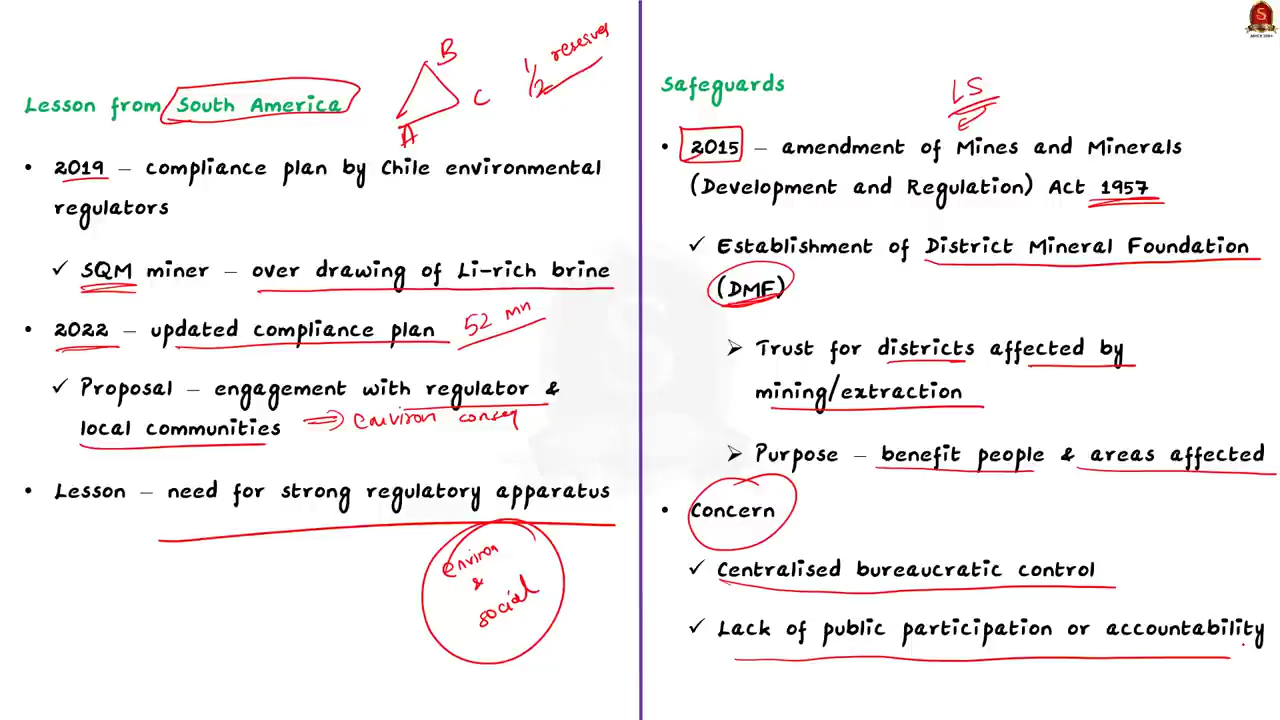 Lesson from South America
B
C
A
1/2 reserves
• 2019 – compliance plan by Chile environmental
regulators
✓ SQM miner – over drawing of Li-rich brine
• 2022 – updated compliance plan 52 mn
✓ Proposal – engagement with regulator &
local communities ⇒ environ conseq
• Lesson – need for strong regulatory apparatus
environ
&
social
S
Safeguards
LS
• 2015 – amendment of Mines and Minerals
(Development and Regulation) Act 1957
✓ Establishment of District Mineral Foundation
(DMF)
➤ Trust for districts affected by
mining/extraction
➤ Purpose – benefit people & areas affected
• Concern
✓ Centralised bureaucratic control
✓ Lack of public participation or accountability